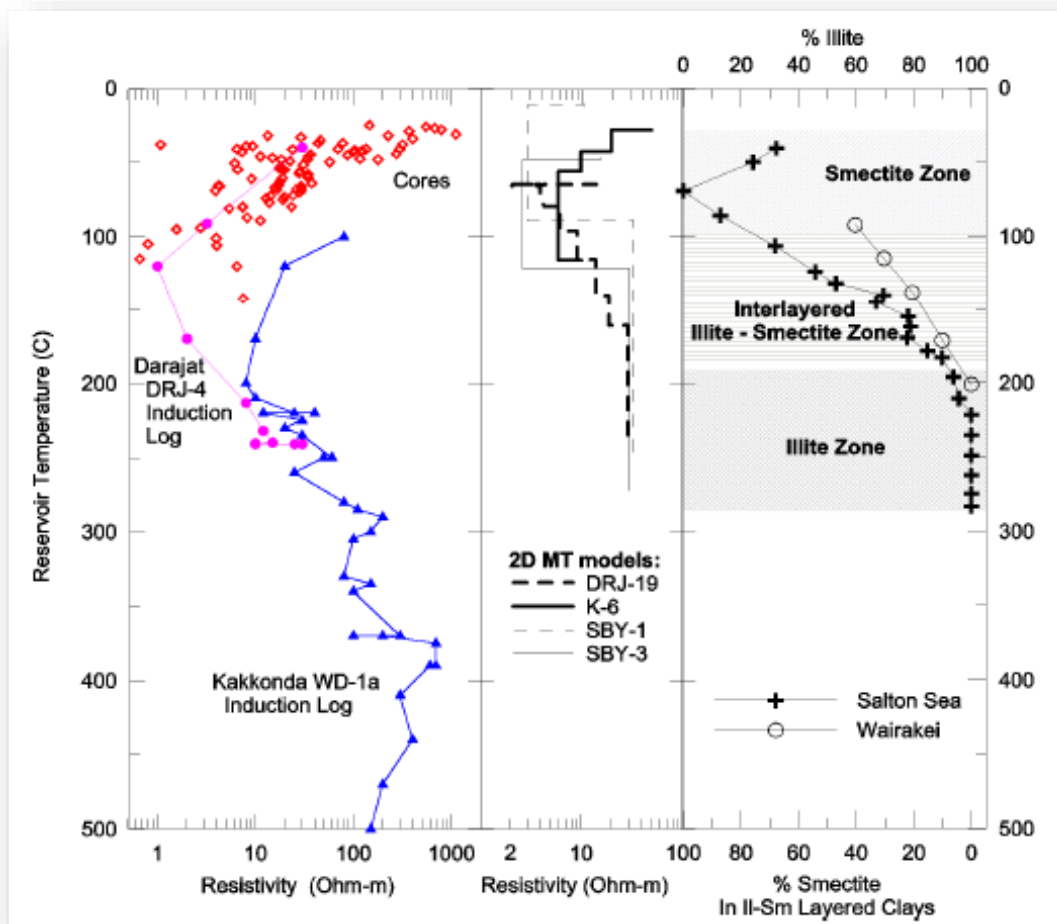 % Illite
0 20 40 60 80 100
0
100
200
300
400
500
Reservoir Temperature (C)
Cores
Darajat
DRJ-4
Induction
Log
Kakkonda WD-1a
Induction Log
1 10 100 1000
Resistivity (Ohm-m)
2D MT models:
DRJ-19
K-6
SBY-1
SBY-3
2 10 100
Resistivity (Ohm-m)
Smectite Zone
Interlayered
Illite - Smectite Zone
Illite Zone
Salton Sea
Wairakei
0
100
200
300
400
500
80 60 40 20 0
% Smectite
In Il-Sm Layered Clays